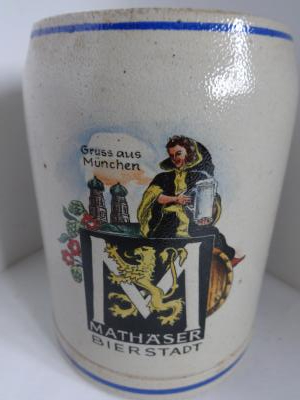 Gruss aus
München
MATHÄSER
BIERSTADT